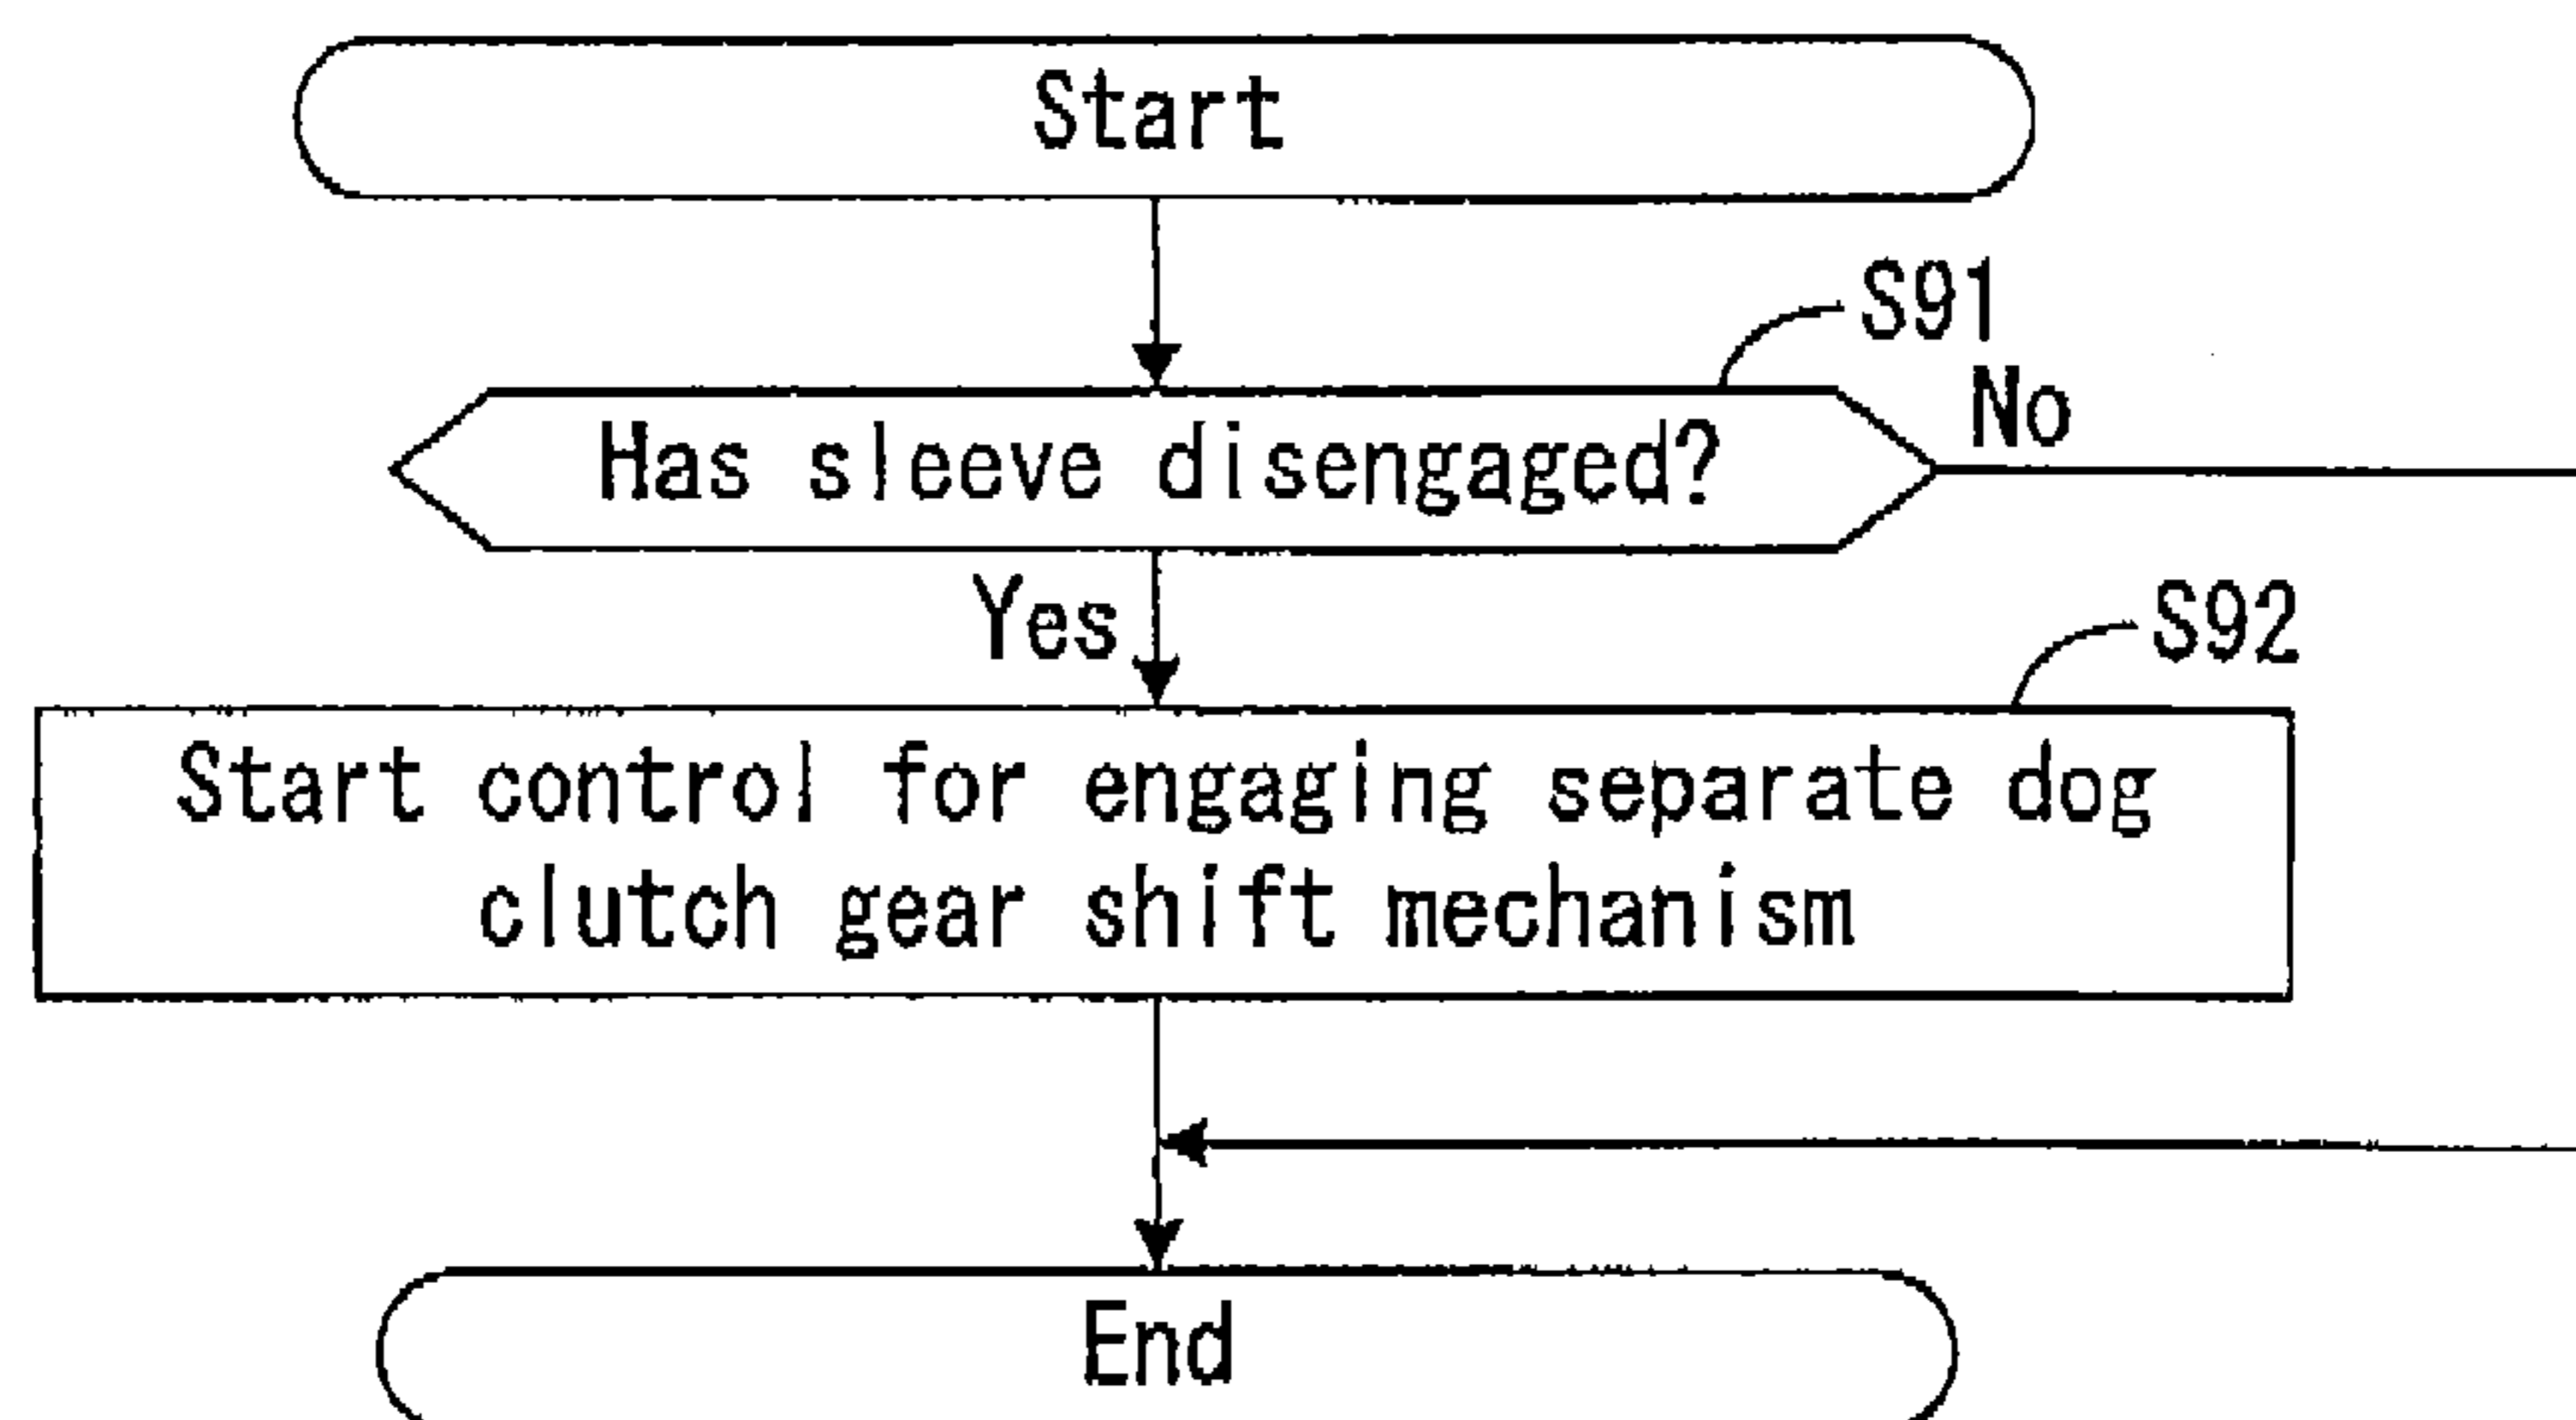 Start
S91
Has sleeve disengaged?
No
Yes
S92
Start control for engaging separate dog
clutch gear shift mechanism
End